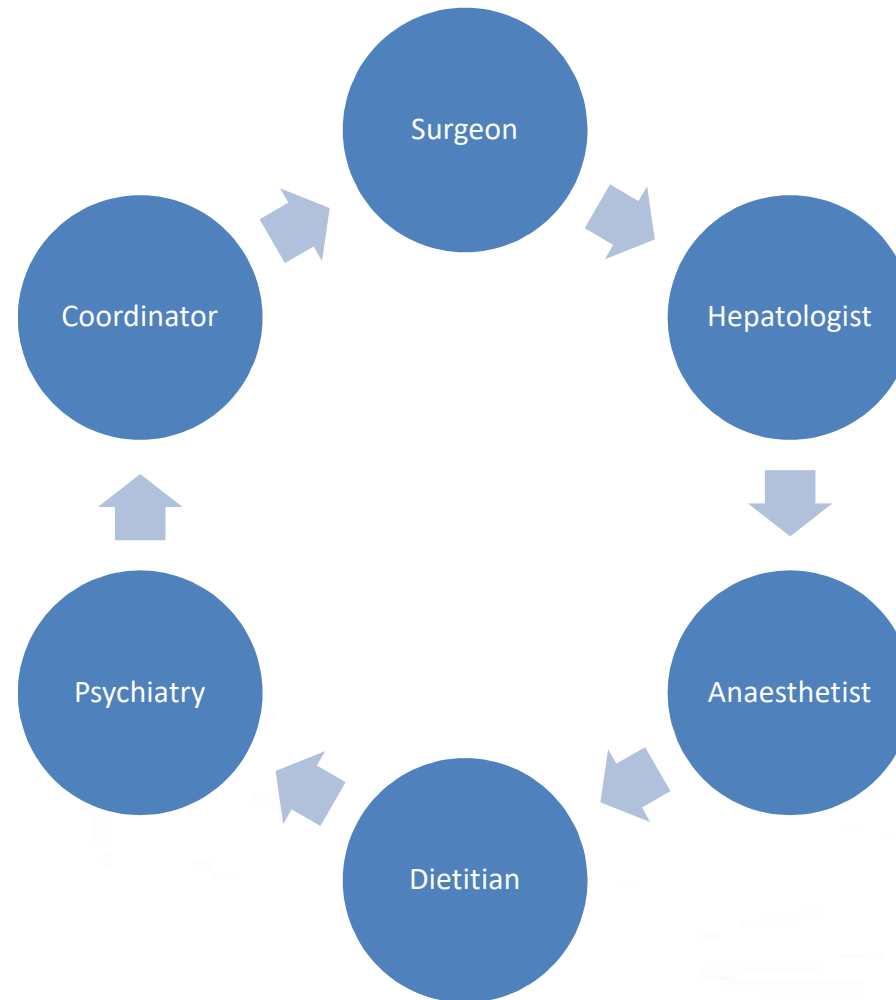 Surgeon
Hepatologist
Anaesthetist
Dietitian
Psychiatry
Coordinator